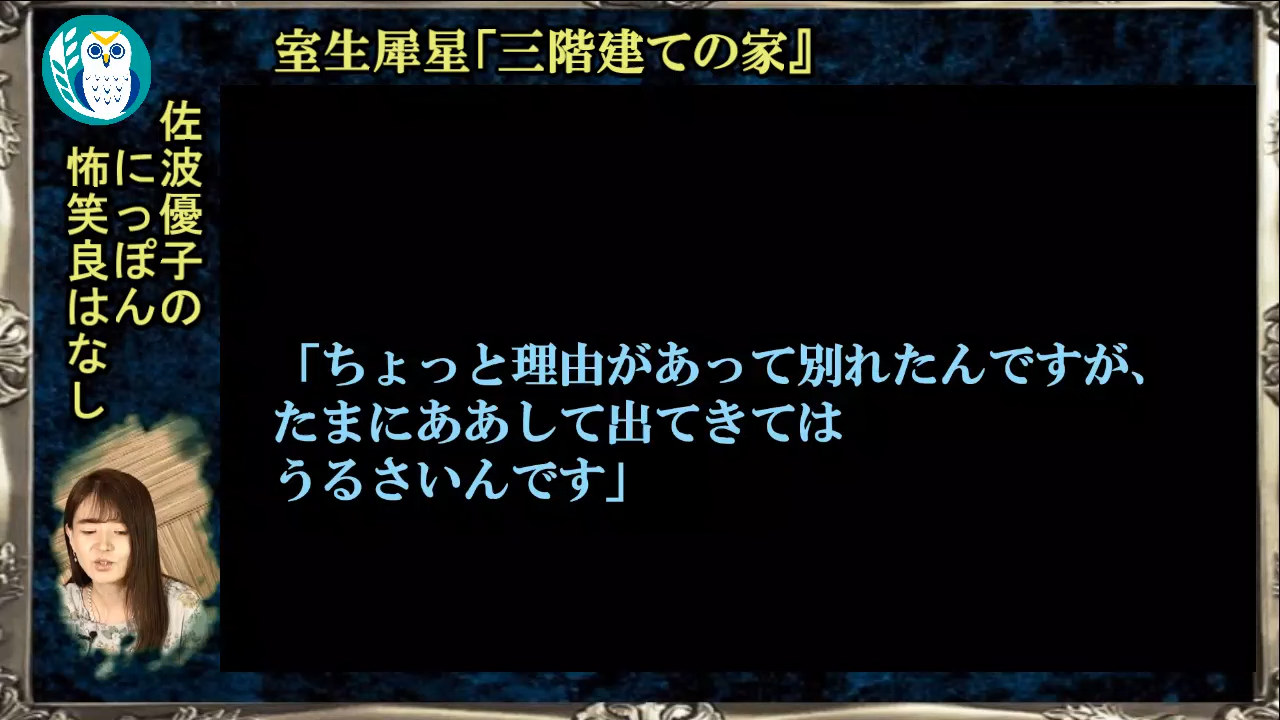 室生犀星「三階建ての家』
佐波優子の
にっぽん
怖笑良はなし
「ちょっと理由があって別れたんですが、
たまにああして出てきては
うるさいんです」